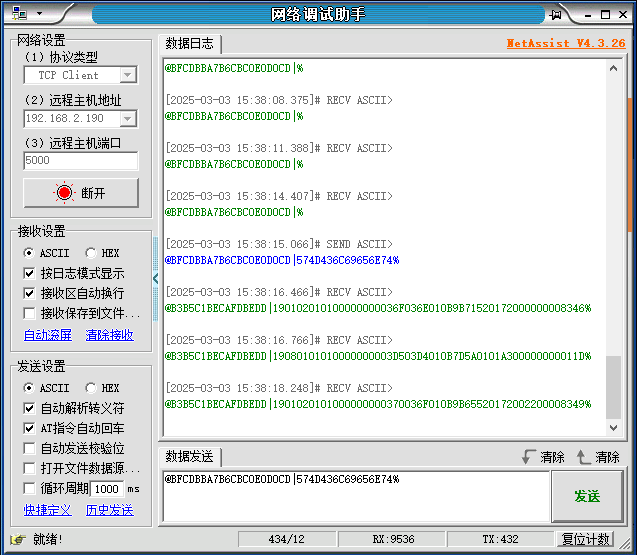 网络调试助手
网络设置
(1) 协议类型
TCP Client
(2) 远程主机地址
192.168.2.190
(3) 远程主机端口
5000
断开
接收设置
ASCII HEX
按日志模式显示
接收区自动换行
接收保存到文件...
自动滚屏 清除接收
发送设置
ASCII HEX
自动解析转义符
AT指令自动回车
自动发送校验位
打开文件数据源...
循环周期 1000 ms
快捷定义 历史发送
数据日志 NetAssist V4.3.26
@BFCDBBA7B6CBC0E0D0CD|%
[2025-03-03 15:38:08.375]# RECV ASCII>
@BFCDBBA7B6CBC0E0D0CD|%
[2025-03-03 15:38:11.388]# RECV ASCII>
@BFCDBBA7B6CBC0E0D0CD|%
[2025-03-03 15:38:14.407]# RECV ASCII>
@BFCDBBA7B6CBC0E0D0CD|%
[2025-03-03 15:38:15.066]# SEND ASCII>
@BFCDBBA7B6CBC0E0D0CD|574D436C69656E74%
[2025-03-03 15:38:16.466]# RECV ASCII>
@B3B5C1BECAFDBEDD|190102010100000000036F036E010B9B71520172000000008346%
[2025-03-03 15:38:16.766]# RECV ASCII>
@B3B5C1BECAFDBEDD|19080101010000000003D503D4010B7D5A0101A300000000011D%
[2025-03-03 15:38:18.248]# RECV ASCII>
@B3B5C1BECAFDBEDD|1901020101000000000370036F010B9B65520172002200008349%
数据发送 清除 清除
@BFCDBBA7B6CBC0E0D0CD|574D436C69656E74%
发送
就绪! 434/12 RX:9536 TX:432 复位计数